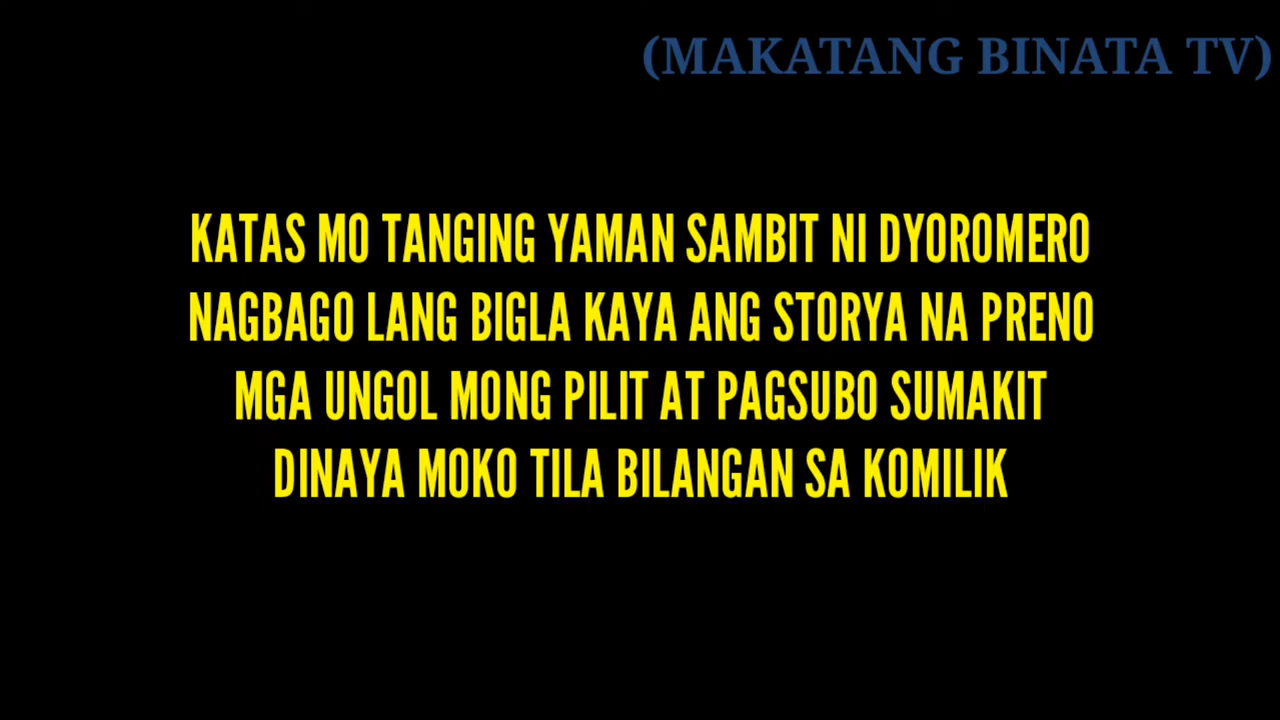 (MAKATANG BINATA TV)
KATAS MO TANGING YAMAN SAMBIT NI DYOROMERO
NAGBAGO LANG BIGLA KAYA ANG STORYA NA PRENO
MGA UNGOL MONG PILIT AT PAGSUBO SUMAKIT
DINAYA MOKO TILA BILANGAN SA KOMILIK